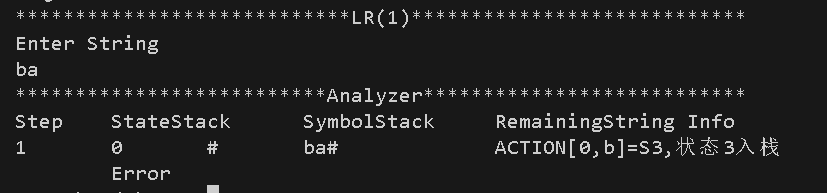 ****************************LR(1)****************************
Enter String
ba
**************************Analyzer***************************
Step StateStack SymbolStack RemainingString Info
1 0 # ba# ACTION[0,b]=S3,状态3入栈
Error